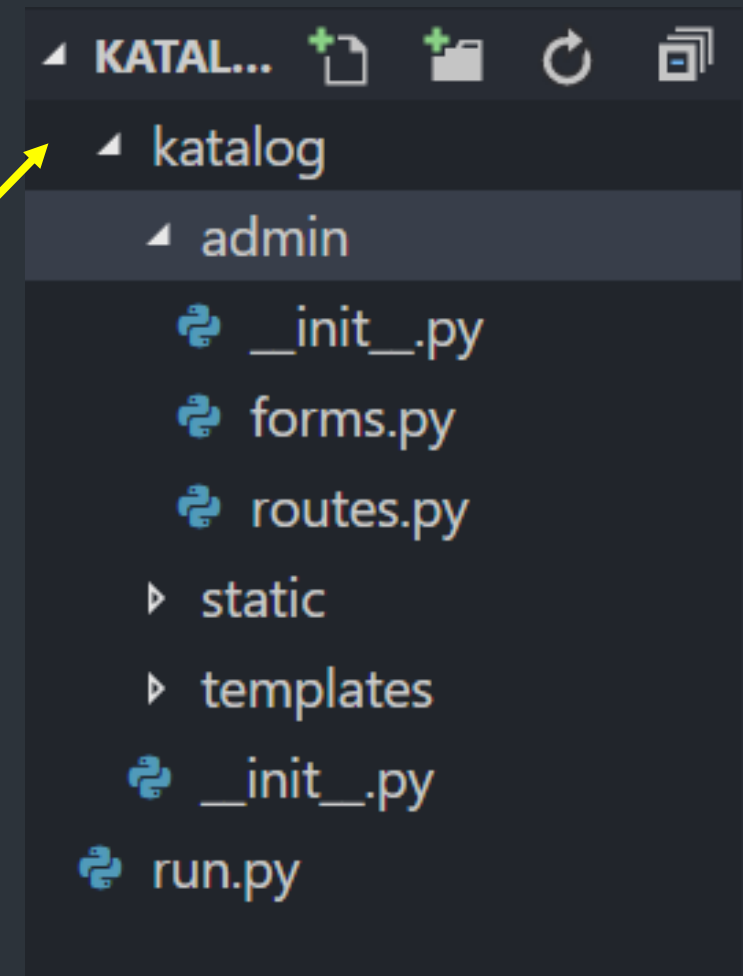 KATAL...
katalog
admin
__init__.py
forms.py
routes.py
static
templates
__init__.py
run.py